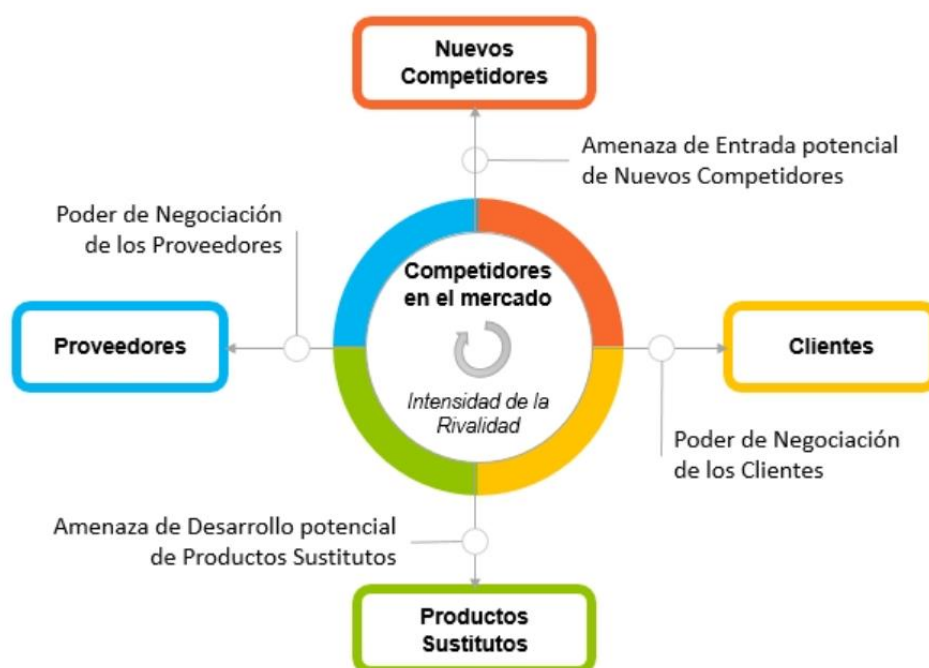 Nuevos
Competidores
Amenaza de Entrada potencial
de Nuevos Competidores
Poder de Negociación
de los Proveedores
Competidores
en el mercado
Proveedores
Clientes
Intensidad de la
Rivalidad
Poder de Negociación
de los Clientes
Amenaza de Desarrollo potencial
de Productos Sustitutos
Productos
Sustitutos